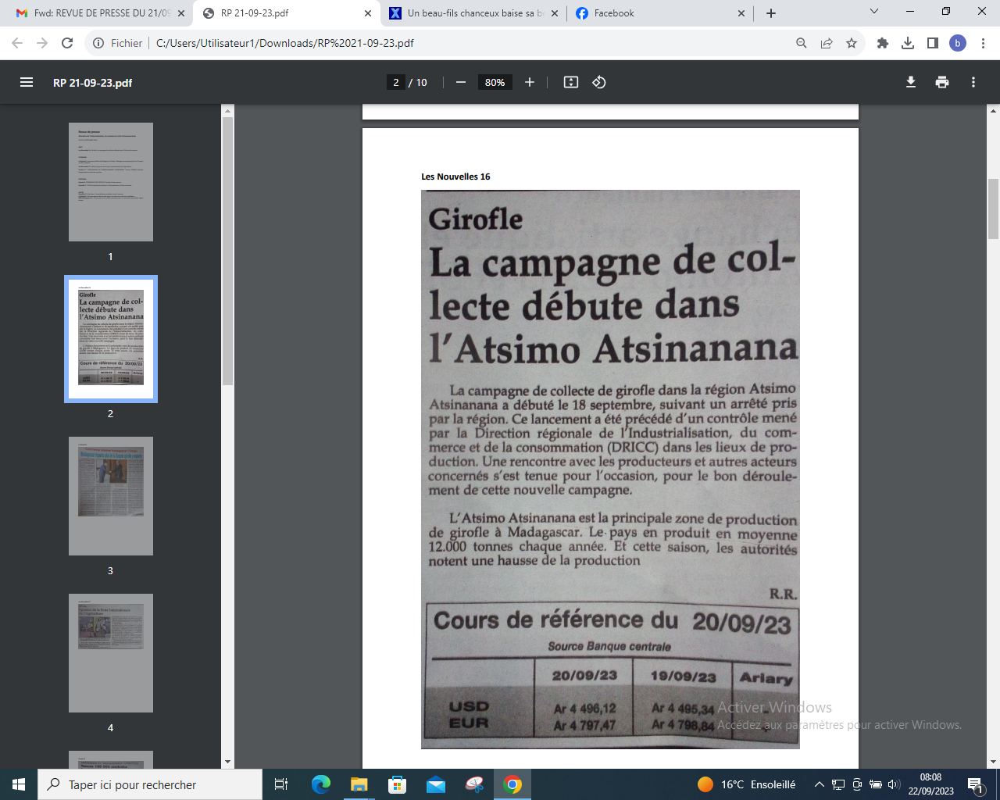 Fwd: REVUE DE PRESSE DU 21/09
RP 21-09-23.pdf
Un beau-fils chanceux baise sa b
Facebook
Fichier
C:/Users/Utilisateur1/Downloads/RP%2021-09-23.pdf
b
RP 21-09-23.pdf
2 / 10
80%
1
2
3
4
Les Nouvelles 16
Girofle
La campagne de col-
lecte débute dans
l'Atsimo Atsinanana
La campagne de collecte de girofle dans la région Atsimo
Atsinanana a débuté le 18 septembre, suivant un arrêté pris
par la région. Ce lancement a été précédé d'un contrôle mené
par la Direction régionale de l'Industrialisation, du com-
merce et de la consommation (DRICC) dans les lieux de pro-
duction. Une rencontre avec les producteurs et autres acteurs
concernés s'est tenue pour l'occasion, pour le bon déroule-
ment de cette nouvelle campagne.
L'Atsimo Atsinanana est la principale zone de production
de girofle à Madagascar. Le pays en produit en moyenne
12.000 tonnes chaque année. Et cette saison, les autorités
notent une hausse de la production
R.R.
Cours de référence du 20/09/23
Source Banque centrale
20/09/23 19/09/23 Ariary
USD Ar 4 496,12 Ar 4 495,34 -
EUR Ar 4 797,47 Ar 4 798,84 +
Activer Windows
Accédez aux paramètres pour activer Windows.
Taper ici pour rechercher
16°C Ensoleillé
08:08
22/09/2023
1